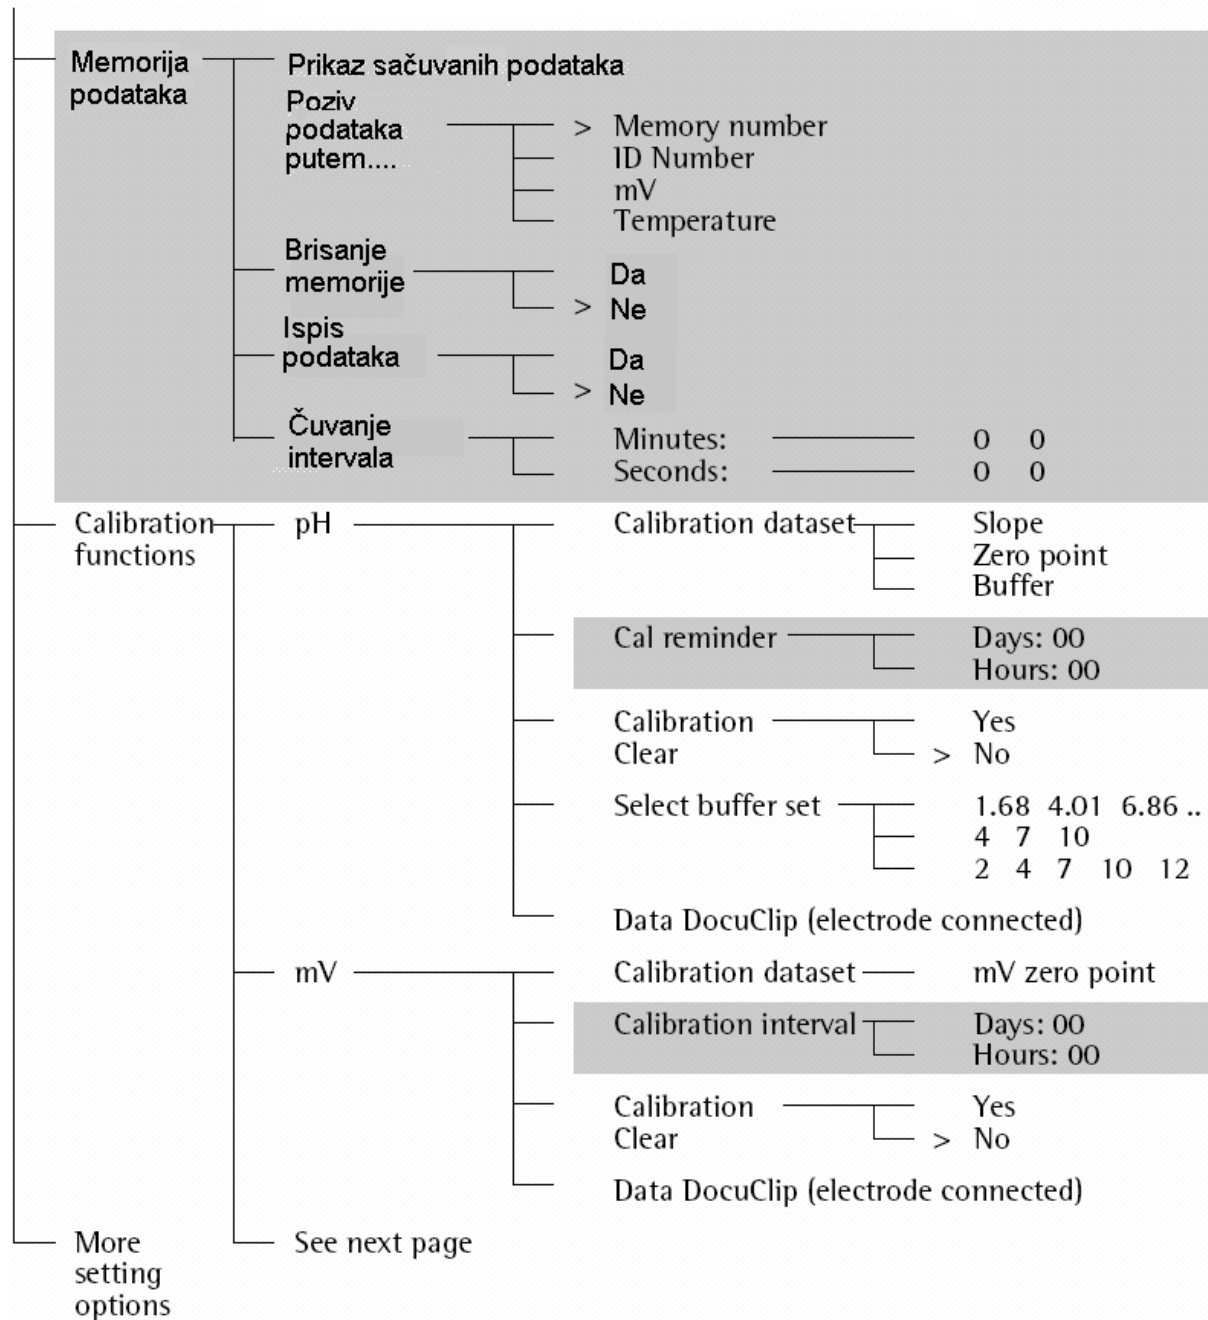 Memorija
podataka
Prikaz sačuvanih podataka
Poziv
podataka
putem....
> Memory number
ID Number
mV
Temperature
Brisanje
memorije
Da
> Ne
Ispis
podataka
Da
> Ne
Čuvanje
intervala
Minutes: 0 0
Seconds: 0 0
Calibration
functions
pH
Calibration dataset
Slope
Zero point
Buffer
Cal reminder
Days: 00
Hours: 00
Calibration
Clear
Yes
> No
Select buffer set
1.68 4.01 6.86 ..
4 7 10
2 4 7 10 12
Data DocuClip (electrode connected)
mV
Calibration dataset
mV zero point
Calibration interval
Days: 00
Hours: 00
Calibration
Clear
Yes
> No
Data DocuClip (electrode connected)
More
setting
options
See next page